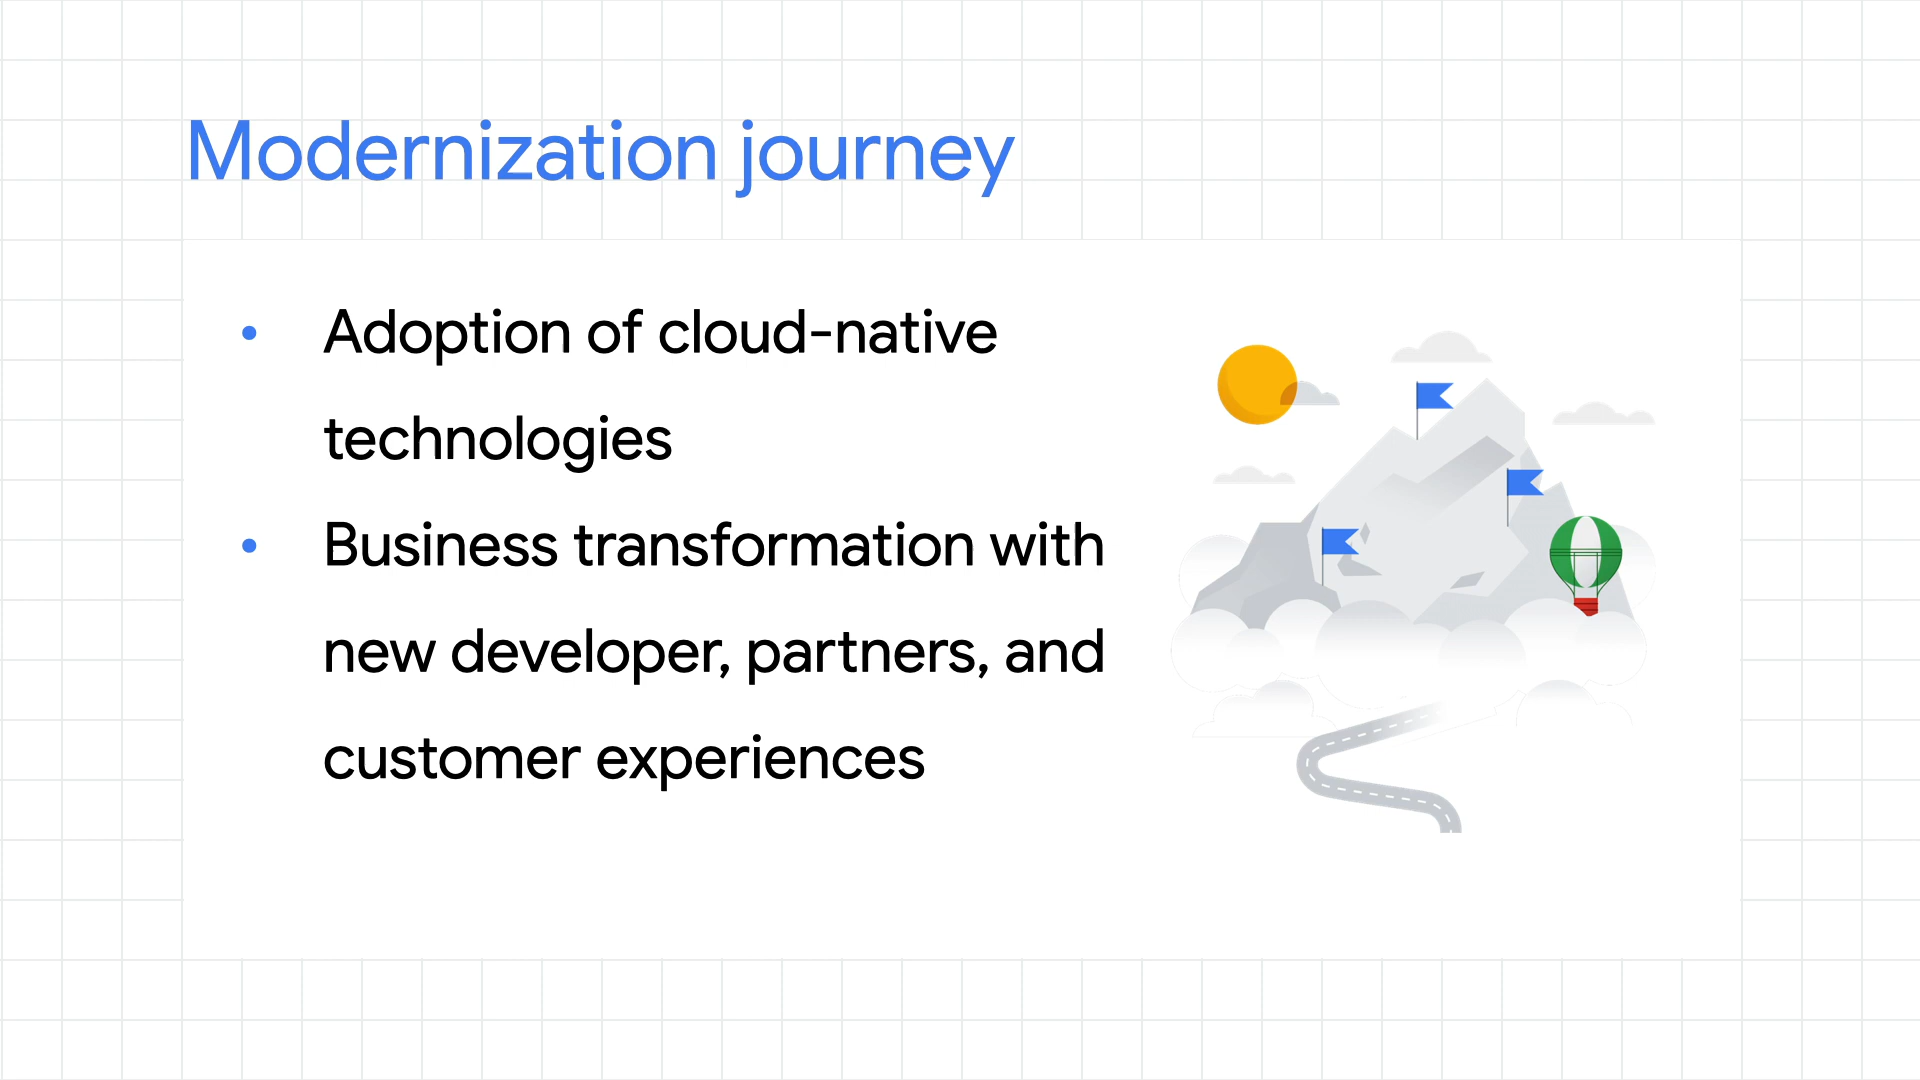 Modernization journey
• Adoption of cloud-native
technologies
• Business transformation with
new developer, partners, and
customer experiences